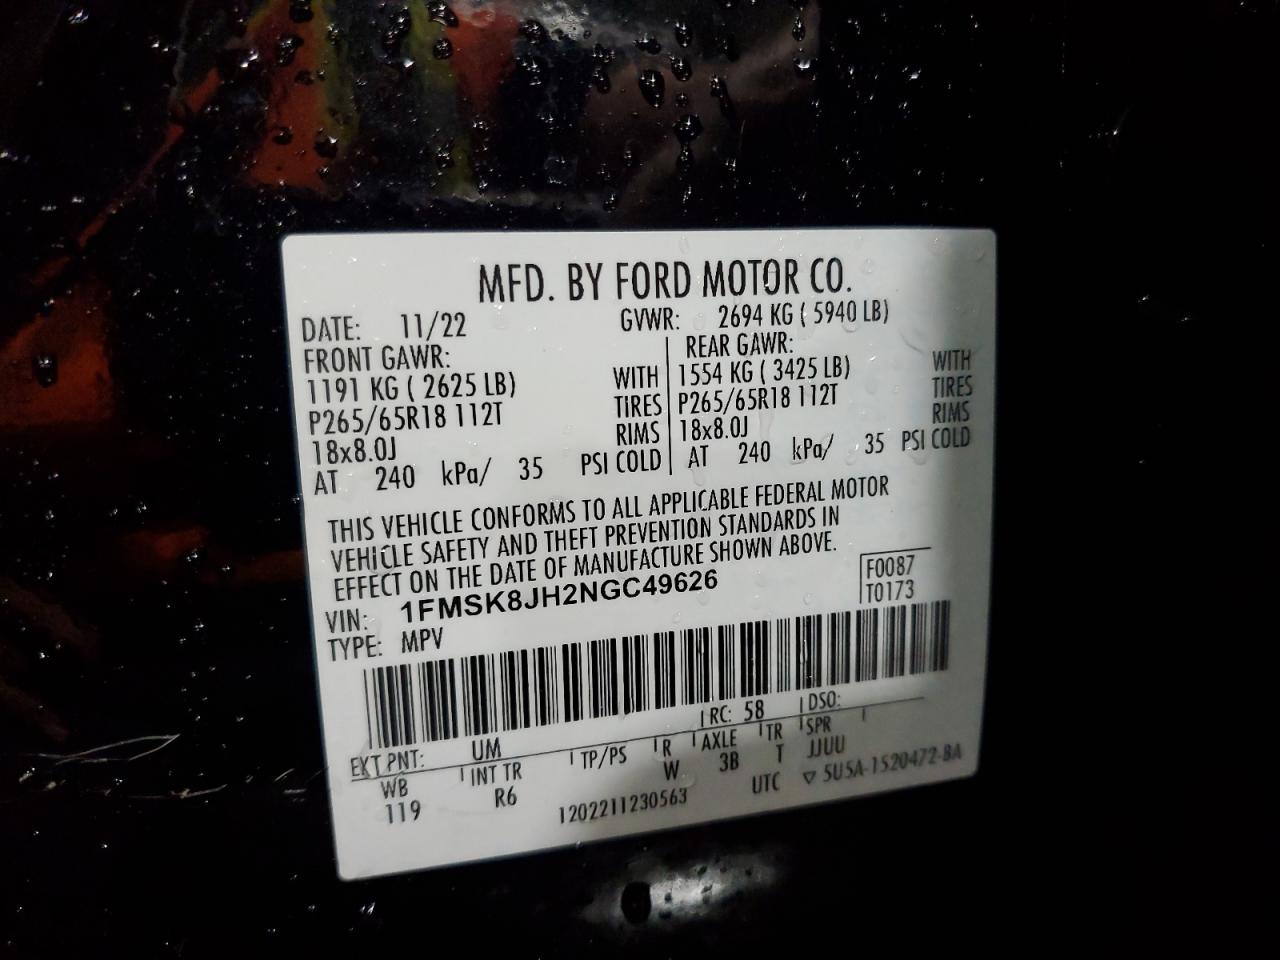 MFD. BY FORD MOTOR CO.
DATE: 11/22 GVWR: 2694 KG ( 5940 LB)
FRONT GAWR: REAR GAWR:
1191 KG ( 2625 LB) WITH 1554 KG ( 3425 LB) WITH
P265/65R18 112T TIRES P265/65R18 112T TIRES
18x8.0J RIMS 18x8.0J RIMS
AT 240 kPa/ 35 PSI COLD AT 240 kPa/ 35 PSI COLD
THIS VEHICLE CONFORMS TO ALL APPLICABLE FEDERAL MOTOR
VEHICLE SAFETY AND THEFT PREVENTION STANDARDS IN
EFFECT ON THE DATE OF MANUFACTURE SHOWN ABOVE.
VIN: 1FMSK8JH2NGC49626 F0087
TYPE: MPV T0173
EXT PNT: UM RC: 58 DSO:
WB INT TR TP/PS R AXLE TR SPR
119 R6 W 3B T JJUU
1202211230563 UTC ▽ 5U5A-1520472-BA